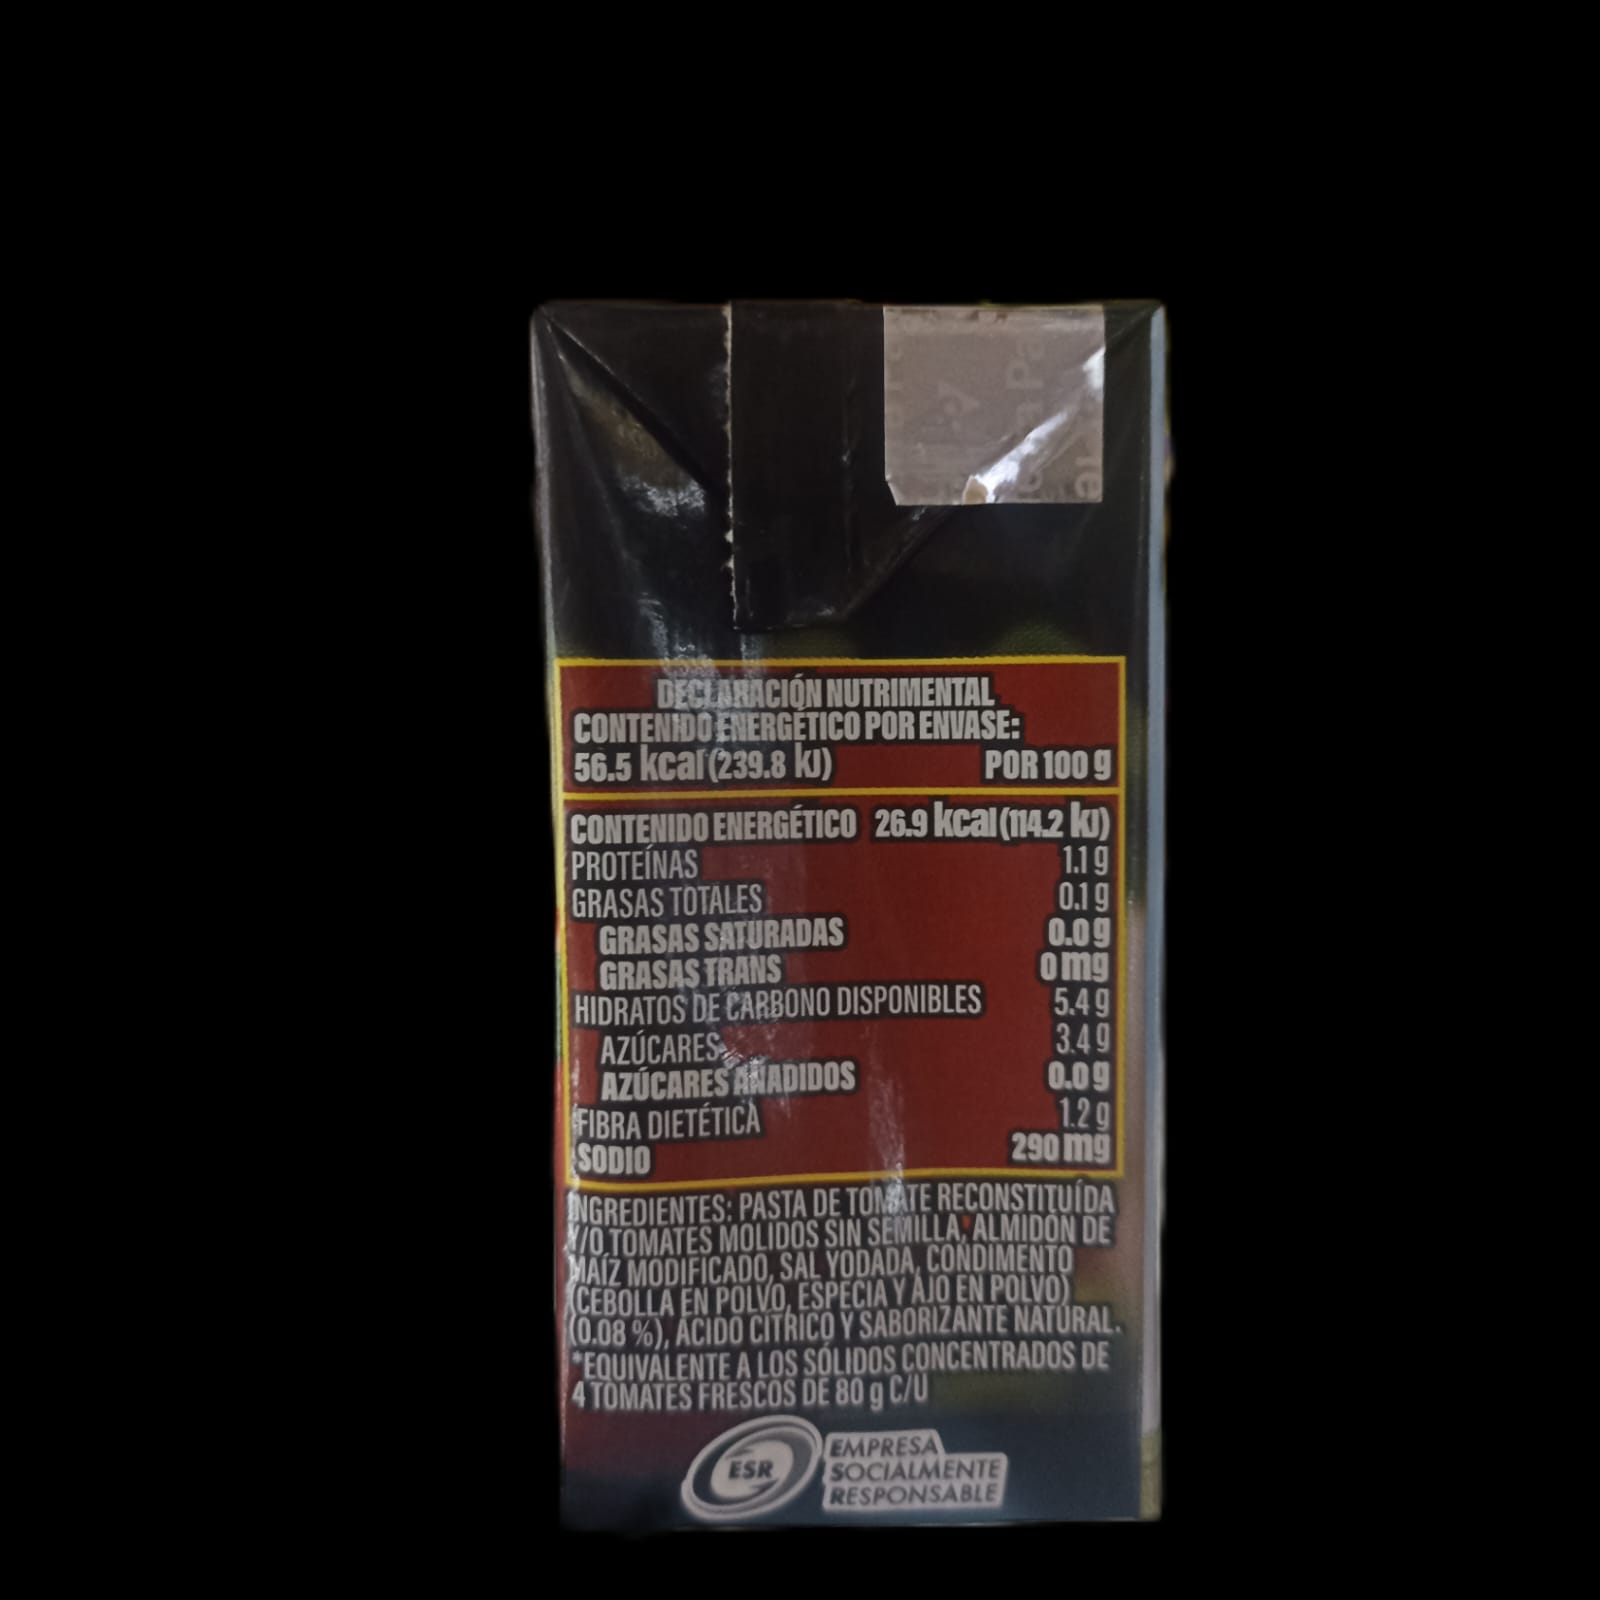 DECLARACIÓN NUTRIMENTAL
CONTENIDO ENERGÉTICO POR ENVASE:
56.5 kcal (239.8 kJ) POR 100 g
CONTENIDO ENERGÉTICO 26.9 kcal (114.2 kJ)
PROTEÍNAS 1.1 g
GRASAS TOTALES 0.1 g
GRASAS SATURADAS 0.0 g
GRASAS TRANS 0 mg
HIDRATOS DE CARBONO DISPONIBLES 5.4 g
AZÚCARES 3.4 g
AZÚCARES AÑADIDOS 0.0 g
FIBRA DIETÉTICA 1.2 g
SODIO 290 mg
INGREDIENTES: PASTA DE TOMATE RECONSTITUÍDA
Y/O TOMATES MOLIDOS SIN SEMILLA, ALMIDÓN DE
MAÍZ MODIFICADO, SAL YODADA, CONDIMENTO
(CEBOLLA EN POLVO, ESPECIA Y AJO EN POLVO)
(0.08 %), ÁCIDO CÍTRICO Y SABORIZANTE NATURAL.
*EQUIVALENTE A LOS SÓLIDOS CONCENTRADOS DE
4 TOMATES FRESCOS DE 80 g C/U
ESR
EMPRESA
SOCIALMENTE
RESPONSABLE